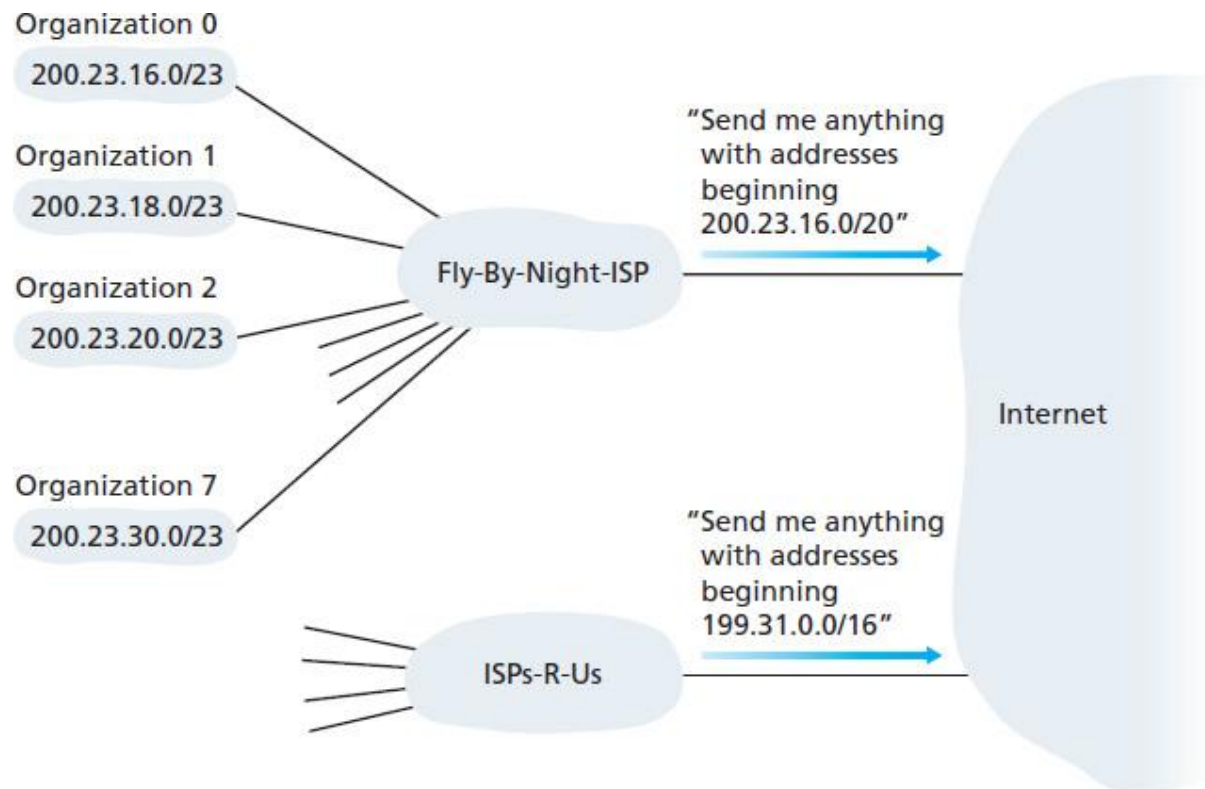 Organization 0
200.23.16.0/23
Organization 1
200.23.18.0/23
Organization 2
200.23.20.0/23
Organization 7
200.23.30.0/23
Fly-By-Night-ISP
"Send me anything
with addresses
beginning
200.23.16.0/20"
Internet
ISPs-R-Us
"Send me anything
with addresses
beginning
199.31.0.0/16"